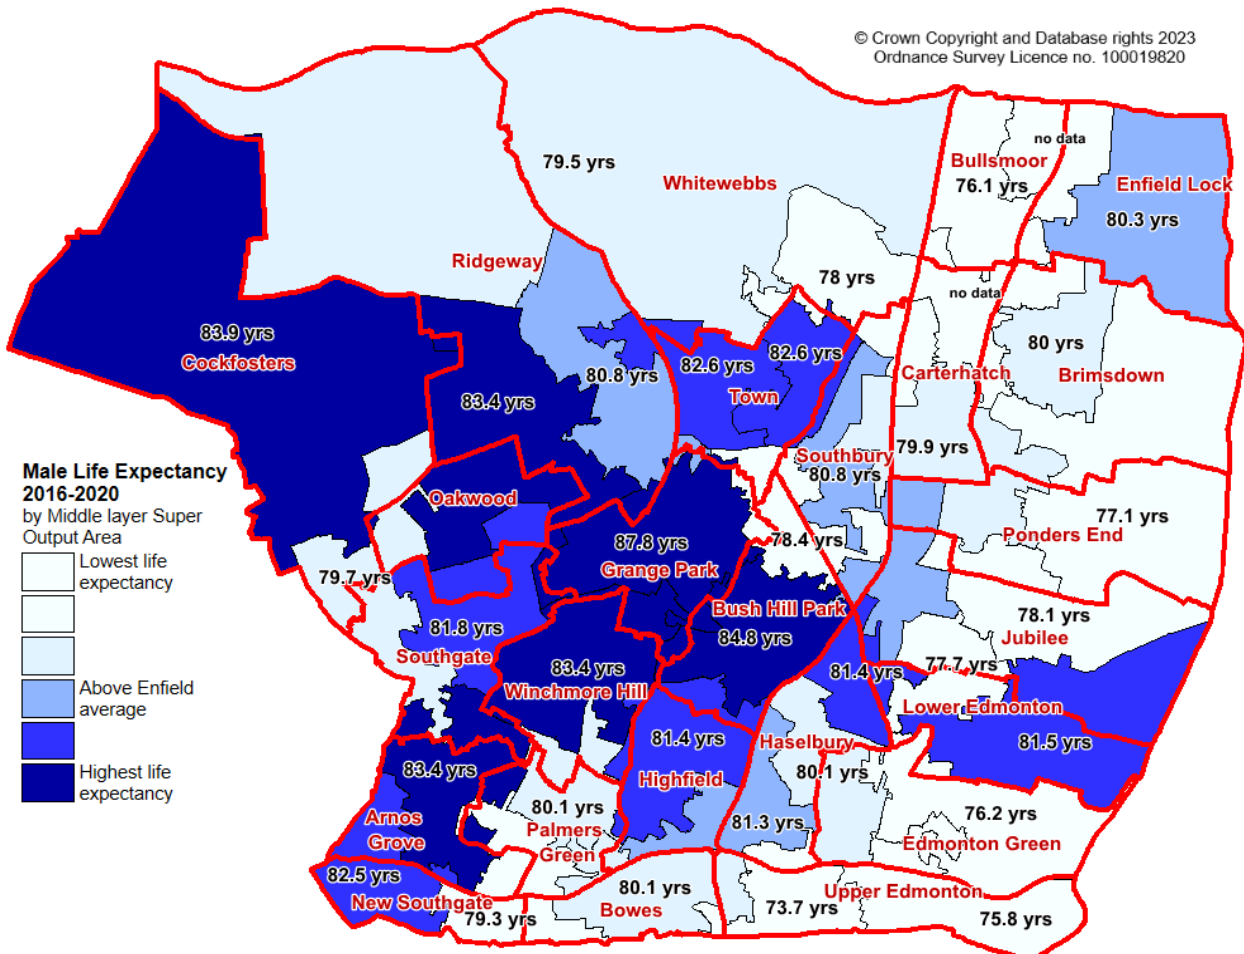 © Crown Copyright and Database rights 2023
Ordnance Survey Licence no. 100019820
no data
Bullsmoor
79.5 yrs
Whitewebbs
76.1 yrs
Enfield Lock
80.3 yrs
Ridgeway
78 yrs
no data
83.9 yrs
Cockfosters
80 yrs
82.6 yrs
82.6 yrs
80.8 yrs
Carterhatch
Brimsdown
Town
83.4 yrs
79.9 yrs
Southbury
80.8 yrs
Male Life Expectancy
2016-2020
by Middle layer Super
Output Area
Lowest life
expectancy
Above Enfield
average
Highest life
expectancy
Oakwood
77.1 yrs
Ponders End
87.8 yrs
78.4 yrs
Grange Park
79.7 yrs
Bush Hill Park
78.1 yrs
Jubilee
81.8 yrs
84.8 yrs
Southgate
83.4 yrs
77.7 yrs
81.4 yrs
Winchmore Hill
Lower Edmonton
81.4 yrs
Haselbury
81.5 yrs
83.4 yrs
Highfield
80.1 yrs
80.1 yrs
76.2 yrs
Arnos
Grove
Palmers
Green
81.3 yrs
Edmonton Green
82.5 yrs
New Southgate
80.1 yrs
Upper Edmonton
Bowes
73.7 yrs
79.3 yrs
75.8 yrs